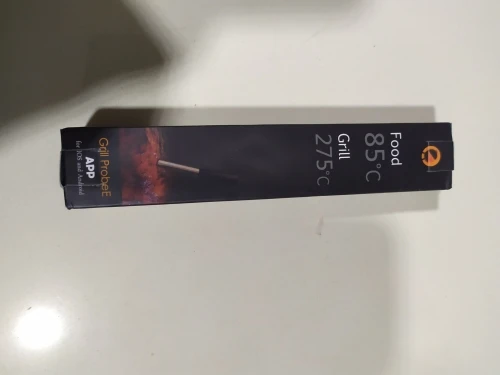 Food
85°C
Grill
275°C
Grill ProbeE
APP
for IOS and Android